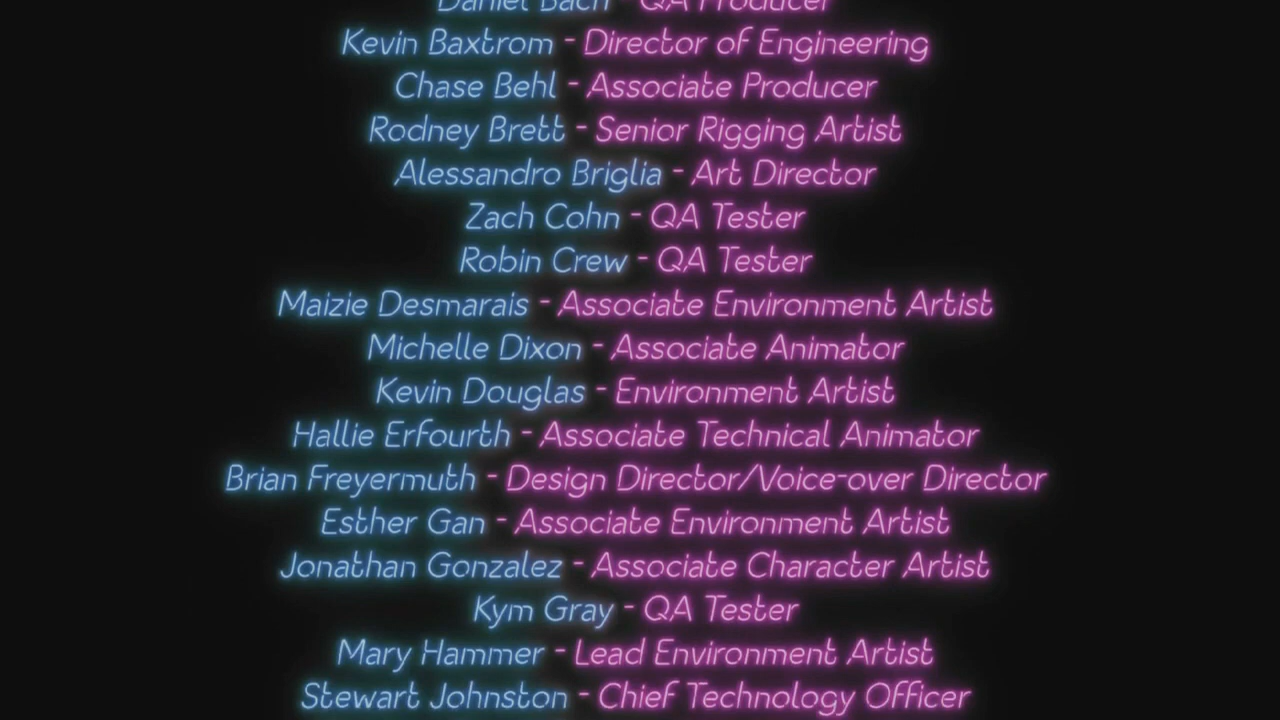 Daniel Bach - QA Producer
Kevin Baxtrom - Director of Engineering
Chase Behl - Associate Producer
Rodney Brett - Senior Rigging Artist
Alessandro Briglia - Art Director
Zach Cohn - QA Tester
Robin Crew - QA Tester
Maizie Desmarais - Associate Environment Artist
Michelle Dixon - Associate Animator
Kevin Douglas - Environment Artist
Hallie Erfourth - Associate Technical Animator
Brian Freyermuth - Design Director/Voice-over Director
Esther Gan - Associate Environment Artist
Jonathan Gonzalez - Associate Character Artist
Kym Gray - QA Tester
Mary Hammer - Lead Environment Artist
Stewart Johnston - Chief Technology Officer